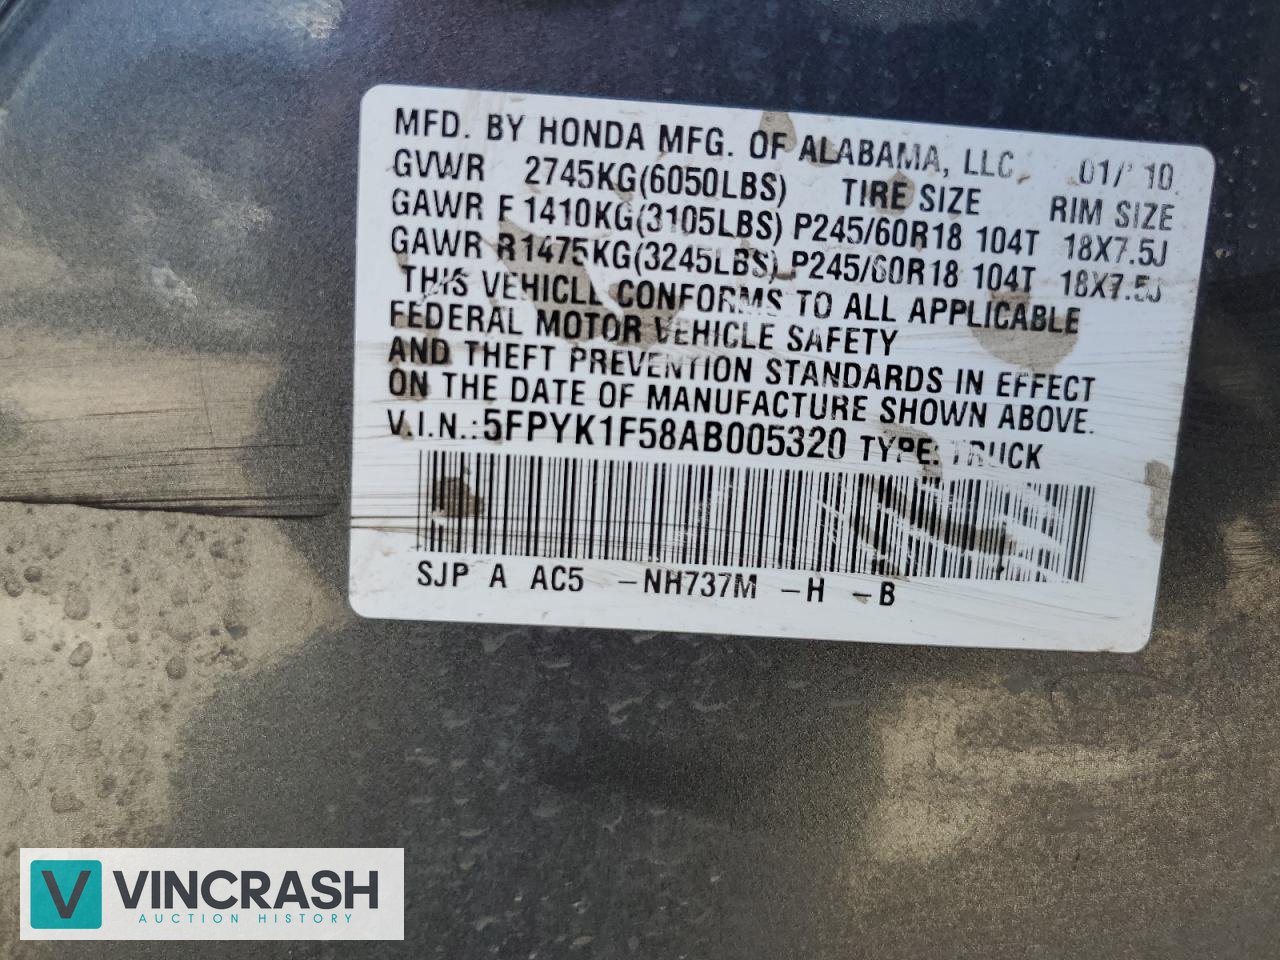 MFD. BY HONDA MFG. OF ALABAMA, LLC. 01/'10
GVWR 2745KG(6050LBS) TIRE SIZE RIM SIZE
GAWR F 1410KG(3105LBS) P245/60R18 104T 18X7.5J
GAWR R1475KG(3245LBS) P245/60R18 104T 18X7.5J
THIS VEHICLE CONFORMS TO ALL APPLICABLE
FEDERAL MOTOR VEHICLE SAFETY
AND THEFT PREVENTION STANDARDS IN EFFECT
ON THE DATE OF MANUFACTURE SHOWN ABOVE.
V.I.N.:5FPYK1F58AB005320 TYPE: TRUCK
SJP A AC5 -NH737M -H -B
V VINCRASH
AUCTION HISTORY